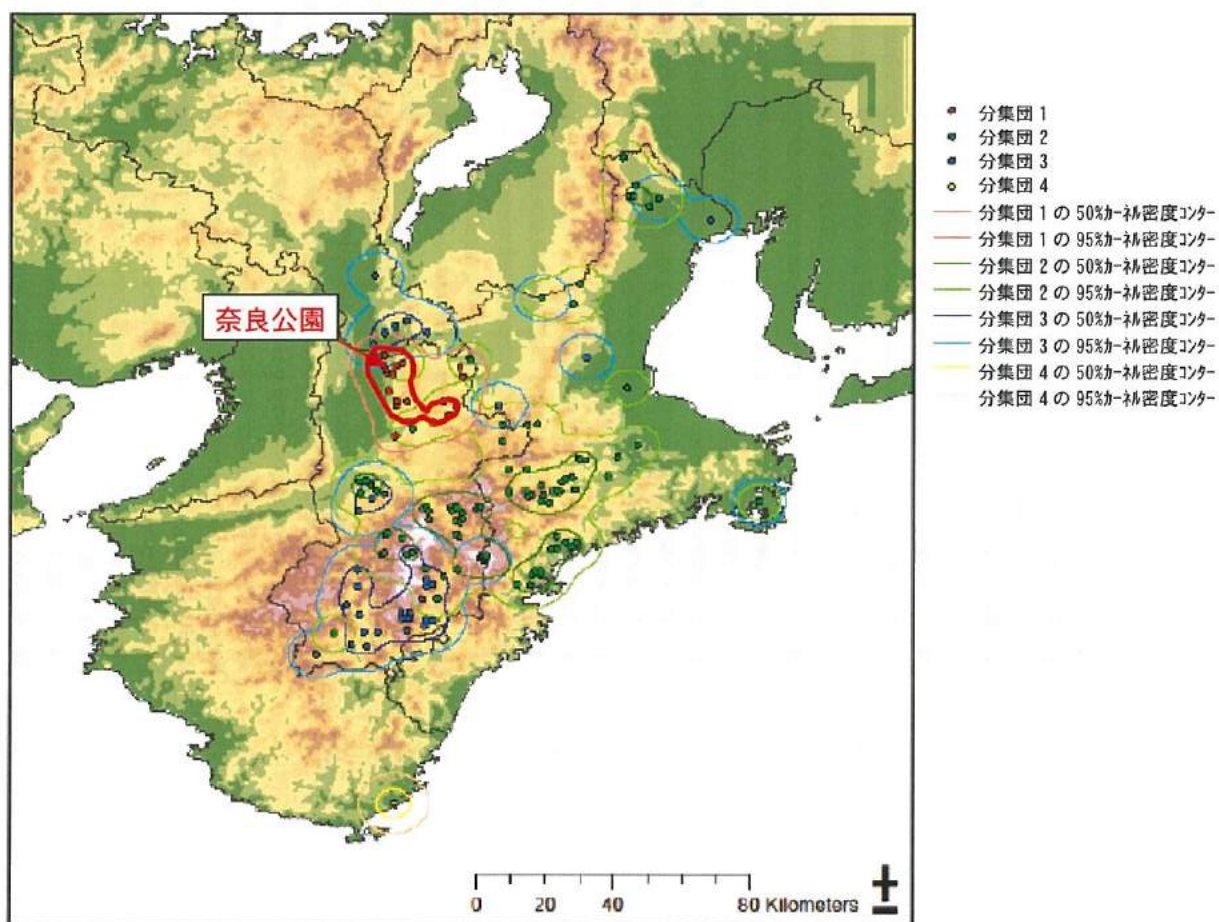 奈良公園
分集団 1
分集団 2
分集団 3
分集団 4
分集団 1 の 50%カーネル密度コンター
分集団 1 の 95%カーネル密度コンター
分集団 2 の 50%カーネル密度コンター
分集団 2 の 95%カーネル密度コンター
分集団 3 の 50%カーネル密度コンター
分集団 3 の 95%カーネル密度コンター
分集団 4 の 50%カーネル密度コンター
分集団 4 の 95%カーネル密度コンター
0 20 40 80 Kilometers